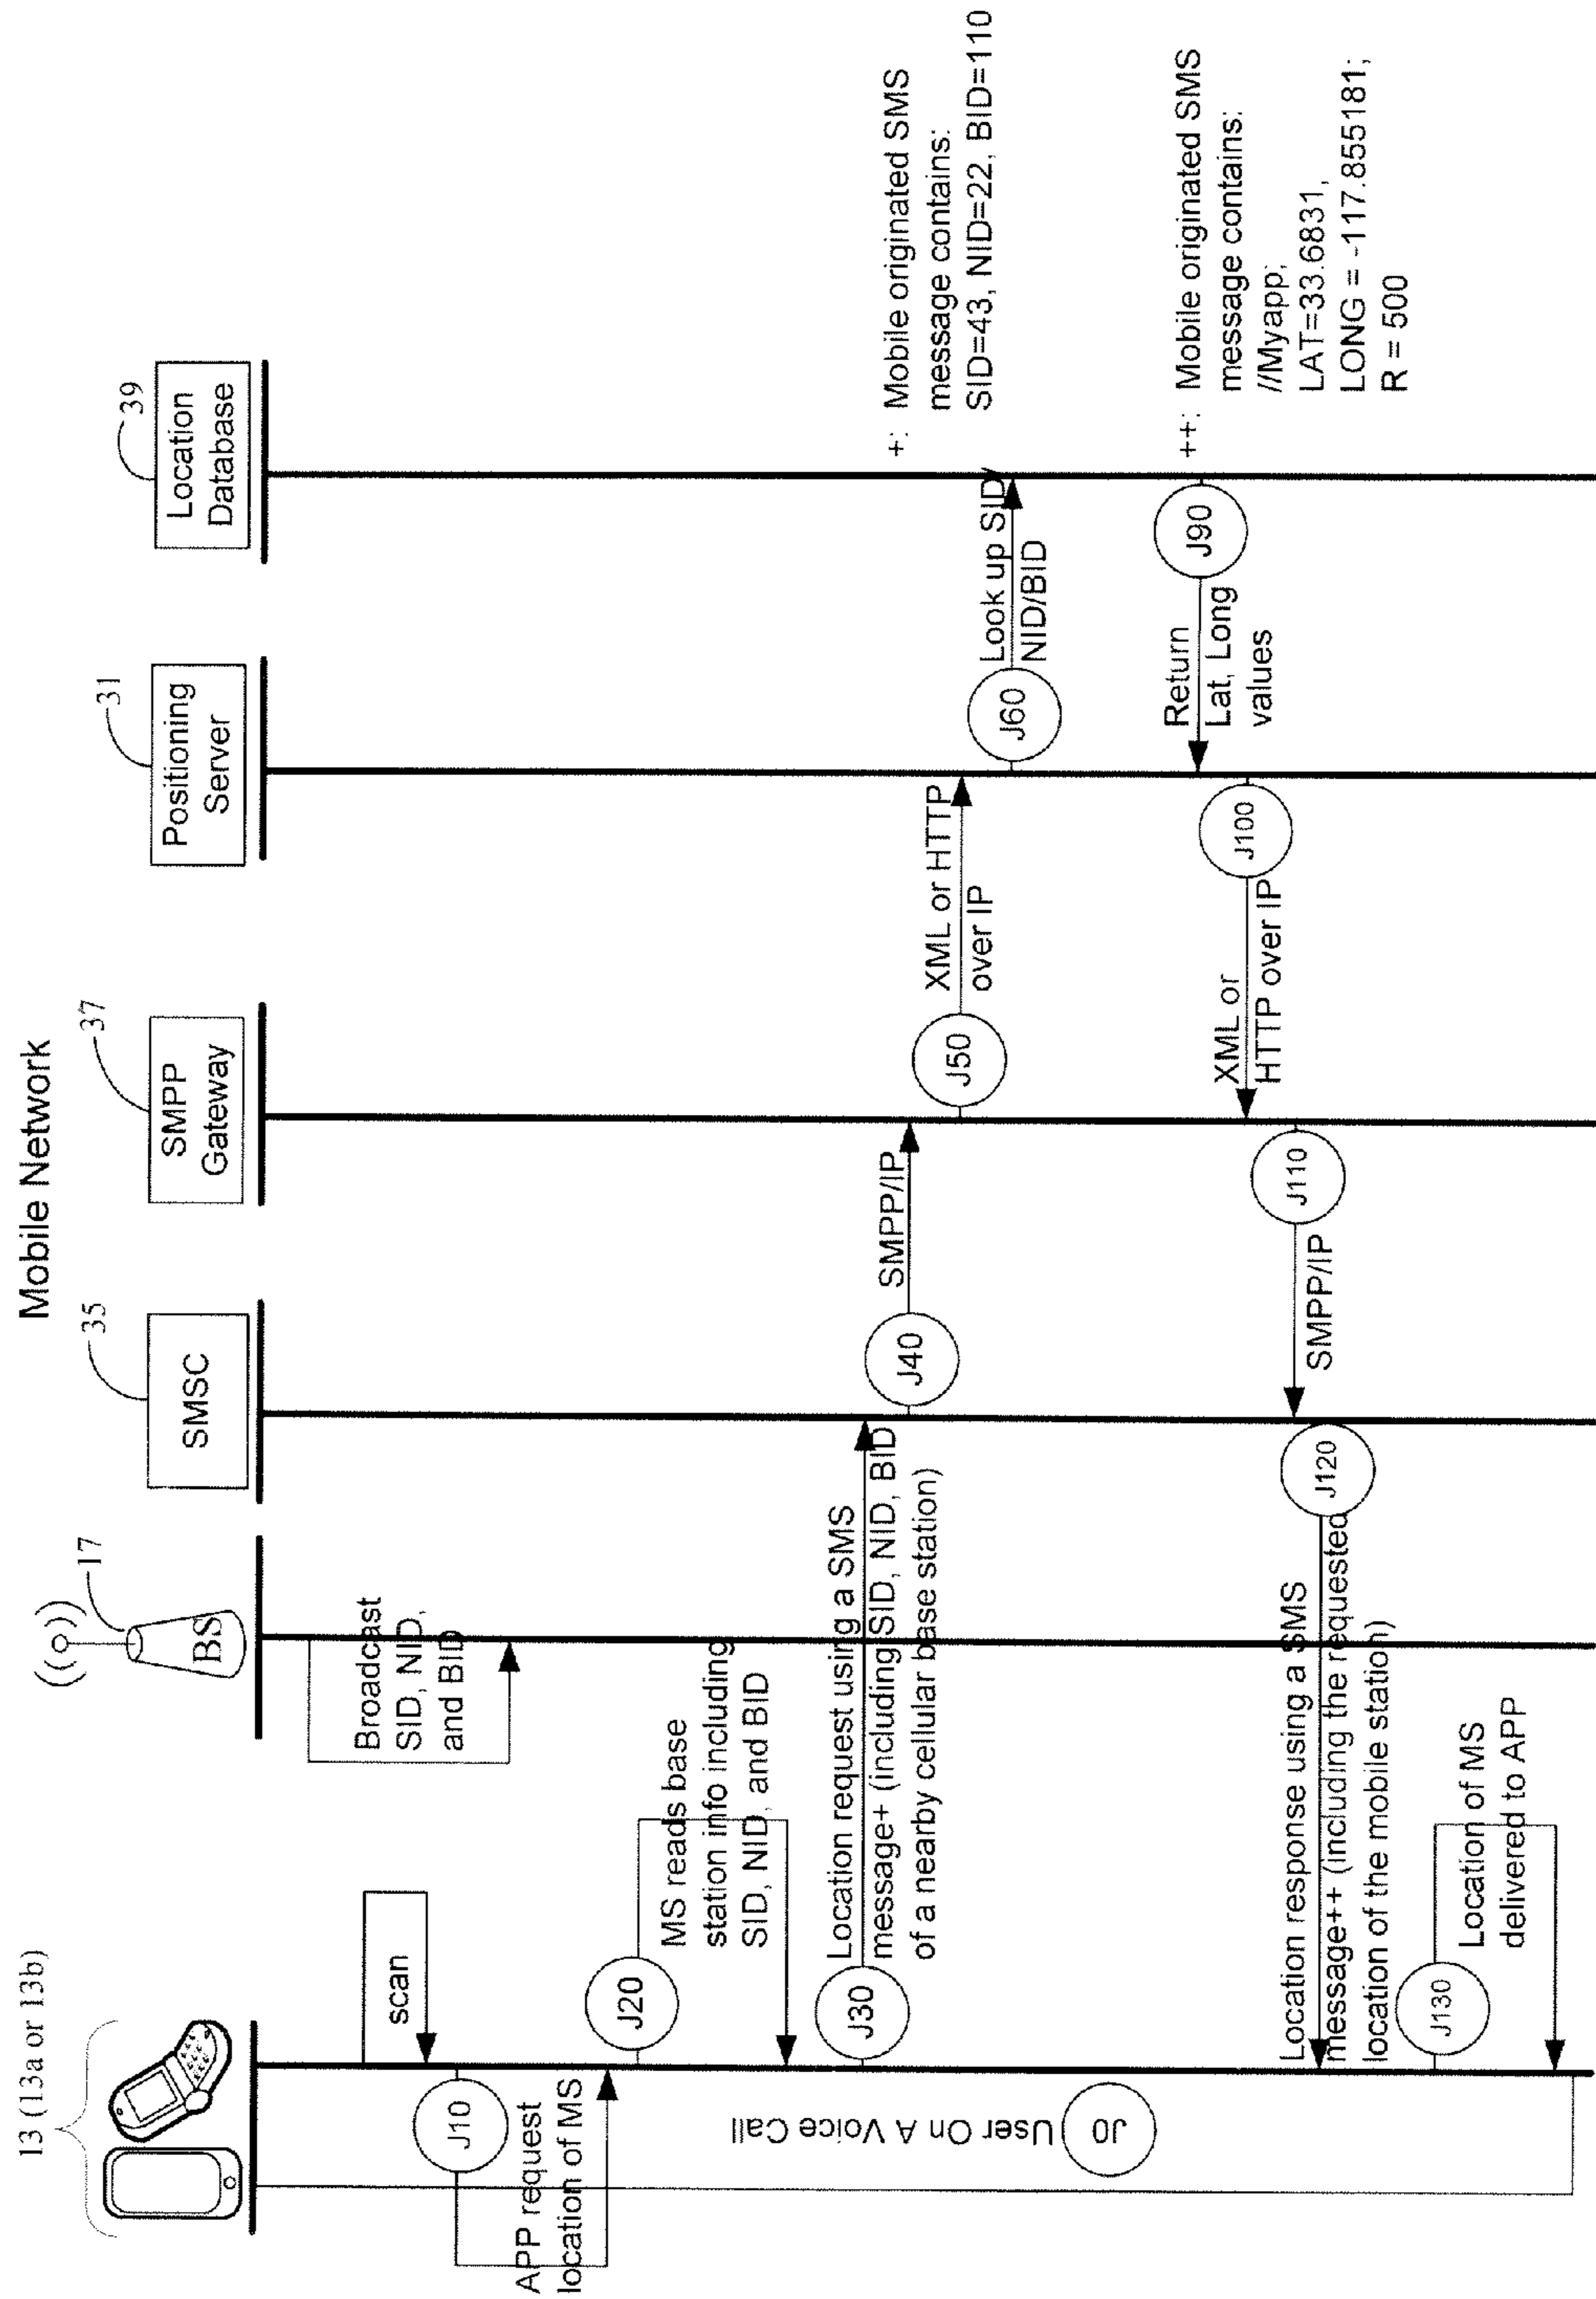 Mobile Network
13 (13a or 13b)
17
BS
35
SMSC
37
SMPP
Gateway
31
Positioning
Server
39
Location
Database
Broadcast
SID, NID,
and BID
scan
J10
APP request
location of MS
J20
MS reads base
station info including
SID, NID, and BID
J30
Location request using a SMS
message+ (including SID, NID, BID
of a nearby cellular base station)
J40
SMPP/IP
J50
XML or HTTP
over IP
J60
Look up SID/
NID/BID
J90
Return
Lat, Long
values
J100
XML or
HTTP over IP
J110
SMPP/IP
J120
Location response using a SMS
message++ (including the requested
location of the mobile station)
J130
Location of MS
delivered to APP
J0
User On A Voice Call
+: Mobile originated SMS
message contains:
SID=43, NID=22, BID=110
++: Mobile originated SMS
message contains:
//Myapp;
LAT=33.6831,
LONG = -117.855181;
R = 500